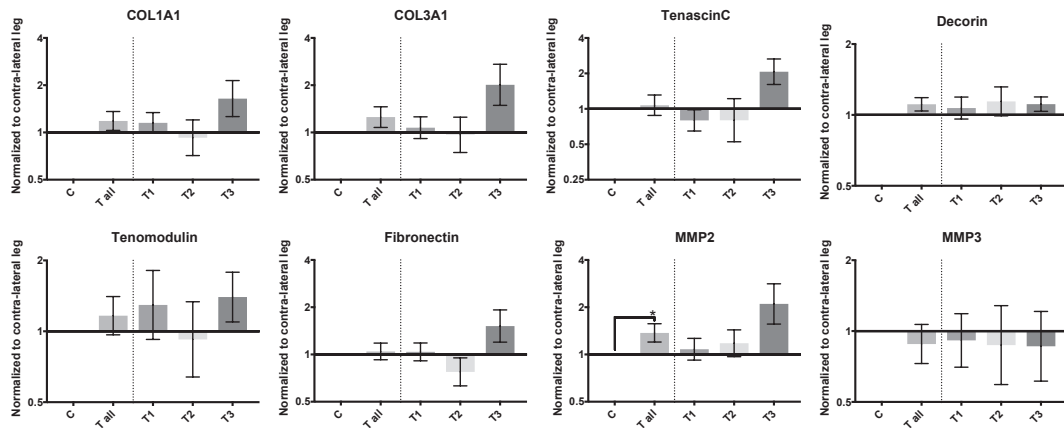 COL1A1
Normalized to contra-lateral leg
4
2
1
0.5
C
T all
T1
T2
T3
COL3A1
Normalized to contra-lateral leg
4
2
1
0.5
C
T all
T1
T2
T3
TenascinC
Normalized to contra-lateral leg
4
2
1
0.5
0.25
C
T all
T1
T2
T3
Decorin
Normalized to contra-lateral leg
2
1
0.5
C
T all
T1
T2
T3
Tenomodulin
Normalized to contra-lateral leg
2
1
0.5
C
T all
T1
T2
T3
Fibronectin
Normalized to contra-lateral leg
4
2
1
0.5
C
T all
T1
T2
T3
MMP2
Normalized to contra-lateral leg
4
2
1
0.5
*
C
T all
T1
T2
T3
MMP3
Normalized to contra-lateral leg
2
1
0.5
C
T all
T1
T2
T3